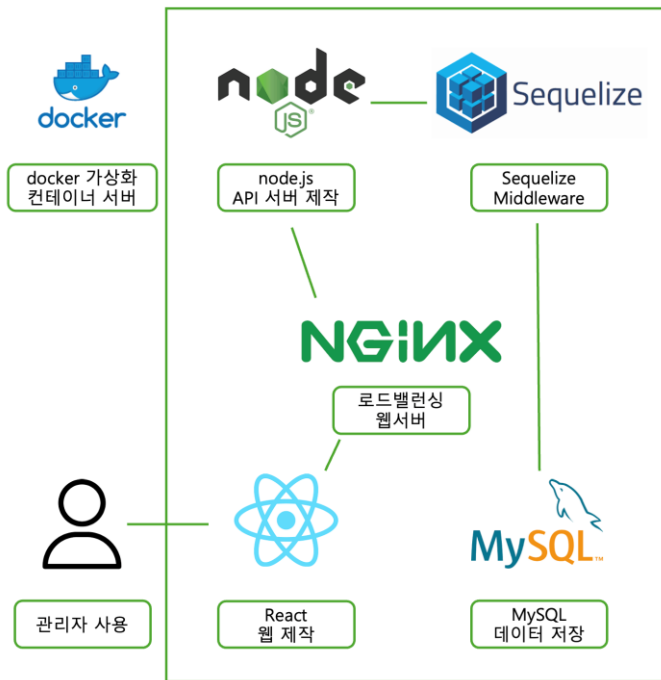 docker
docker 가상화
컨테이너 서버
node
JS
node.js
API 서버 제작
Sequelize
Sequelize
Middleware
NGINX
로드밸런싱
웹서버
관리자 사용
React
웹 제작
MySQL™
MySQL
데이터 저장